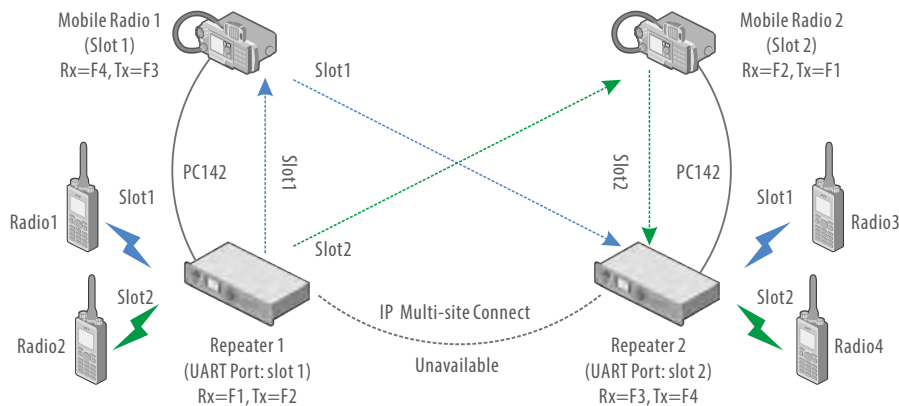 Mobile Radio 1
(Slot 1)
Rx=F4, Tx=F3
Mobile Radio 2
(Slot 2)
Rx=F2, Tx=F1
Slot1
PC142
Slot1
Slot2
PC142
Slot1
Radio1
Slot2
Radio2
Slot2
Slot1
Radio3
Slot2
Radio4
IP Multi-site Connect
Unavailable
Repeater 1
(UART Port: slot 1)
Rx=F1, Tx=F2
Repeater 2
(UART Port: slot 2)
Rx=F3, Tx=F4